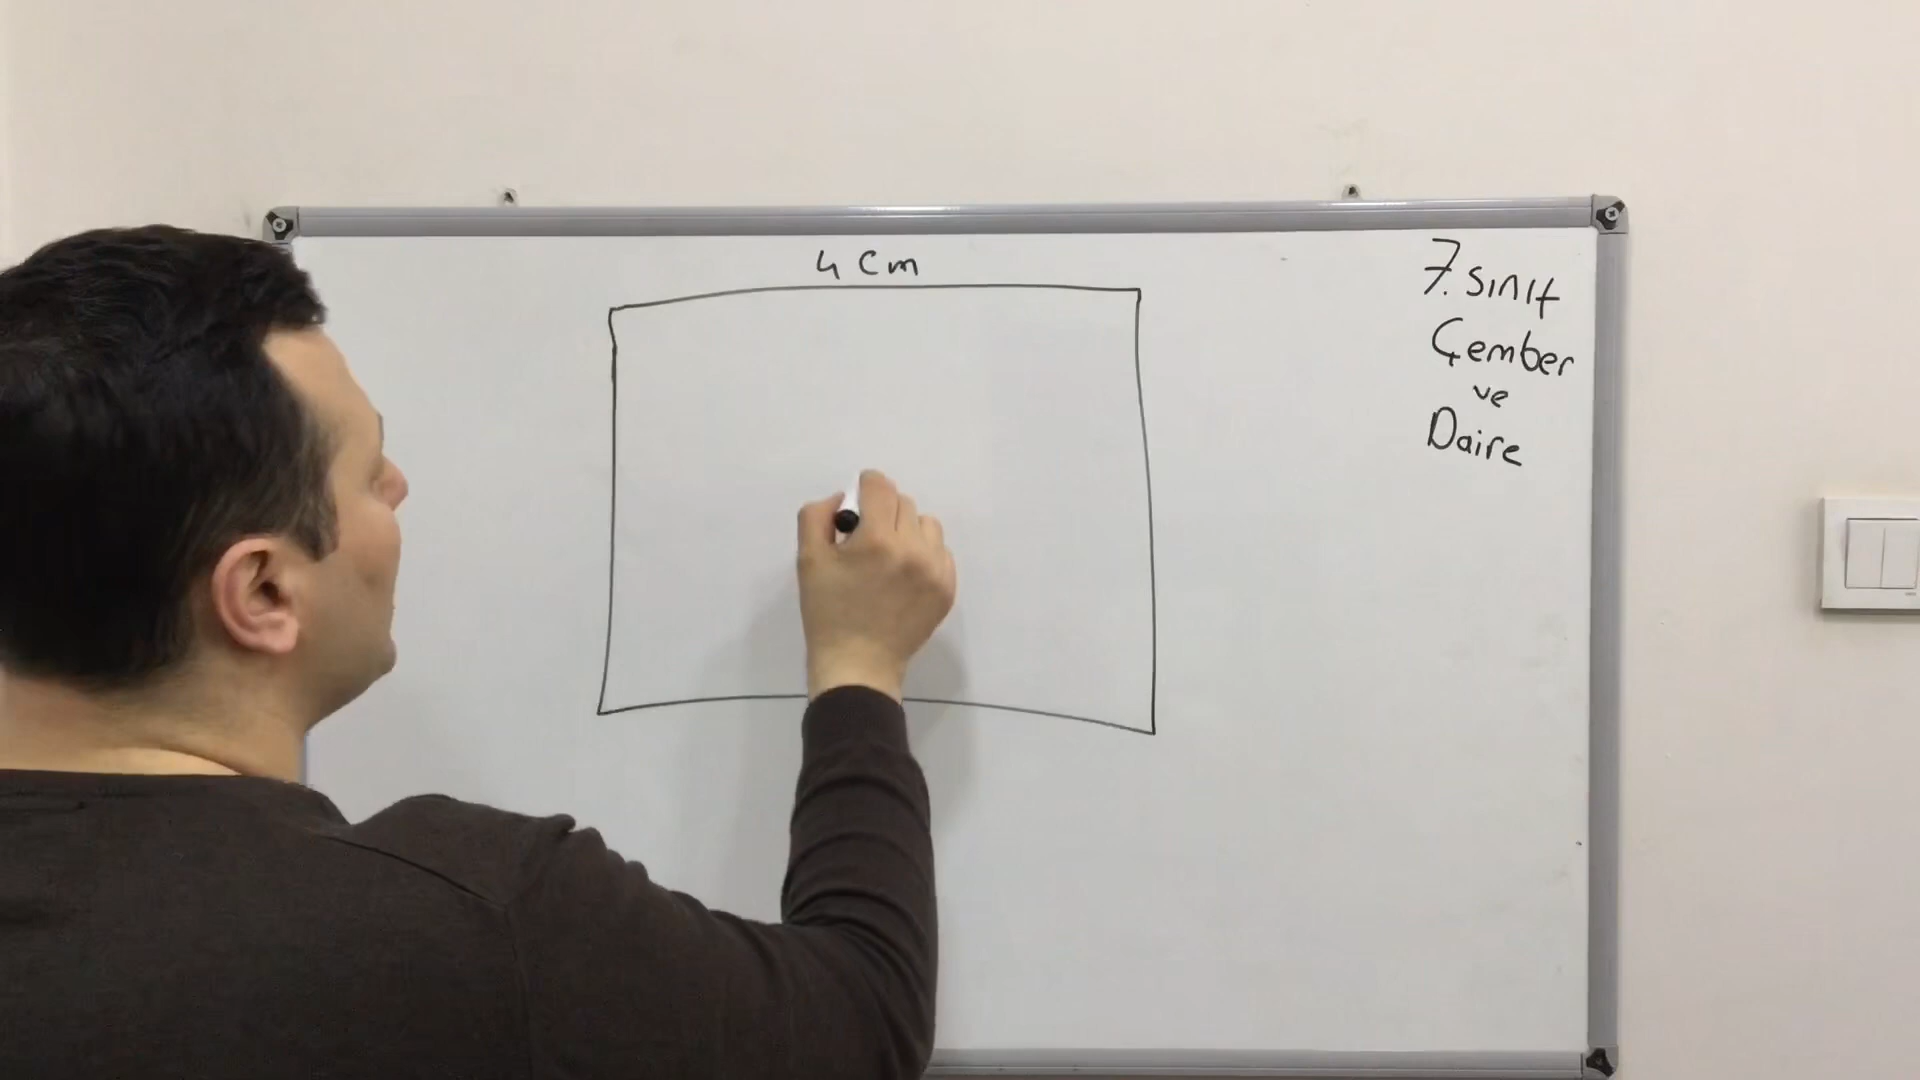 4 cm
7. sınıf
Çember
ve
Daire